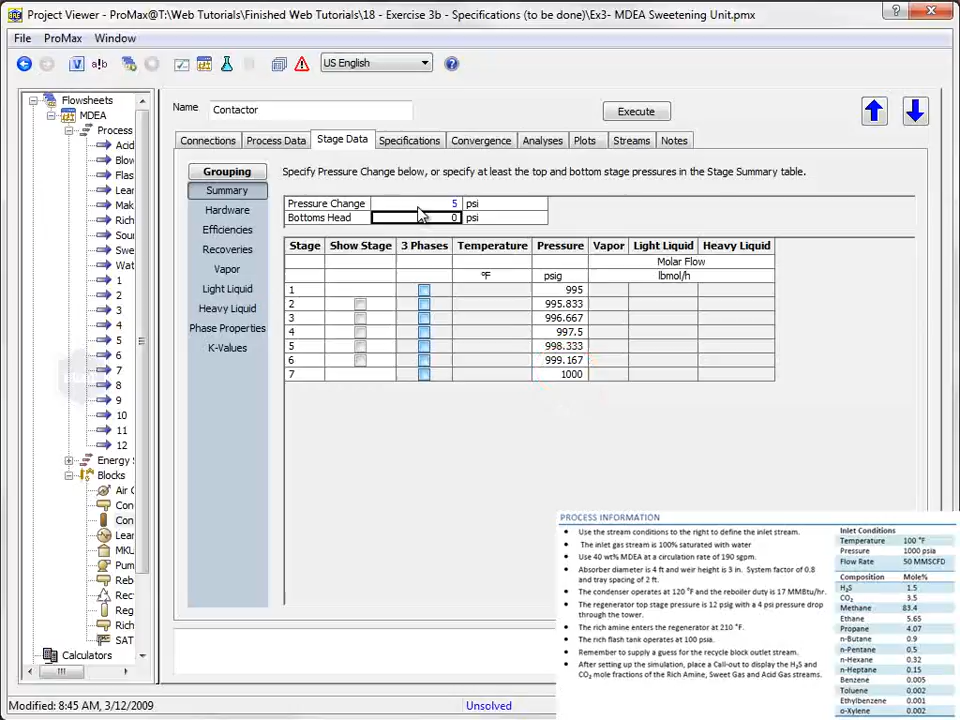 Project Viewer - ProMax@T:\Web Tutorials\Finished Web Tutorials\18 - Exercise 3b - Specifications (to be done)\Ex3- MDEA Sweetening Unit.pmx
File ProMax Window
US English
Flowsheets
MDEA
Process
Acid
Blow
Flas
Lear
Mak
Rich
Sou
Swe
Wat
1
2
3
4
5
6
7
8
9
10
11
12
Energy S
Blocks
Air C
Con
Con
Lear
MKU
Pum
Reb
Recy
Reg
Rich
SAT
Calculators
Name Contactor Execute
Connections Process Data Stage Data Specifications Convergence Analyses Plots Streams Notes
Grouping
Summary
Hardware
Efficiencies
Recoveries
Vapor
Light Liquid
Heavy Liquid
Phase Properties
K-Values
Specify Pressure Change below, or specify at least the top and bottom stage pressures in the Stage Summary table.
Pressure Change 5 psi
Bottoms Head 0 psi
Stage Show Stage 3 Phases Temperature Pressure Vapor Light Liquid Heavy Liquid
Molar Flow
°F psig lbmol/h
1 995
2 995.833
3 996.667
4 997.5
5 998.333
6 999.167
7 1000
PROCESS INFORMATION
• Use the stream conditions to the right to define the inlet stream.
• The inlet gas stream is 100% saturated with water
• Use 40 wt% MDEA at a circulation rate of 190 sgpm.
• Absorber diameter is 4 ft and weir height is 3 in. System factor of 0.8
and tray spacing of 2 ft.
• The condenser operates at 120 °F and the reboiler duty is 17 MMBtu/hr.
• The regenerator top stage pressure is 12 psig with a 4 psi pressure drop
through the tower.
• The rich amine enters the regenerator at 210 °F.
• The rich flash tank operates at 100 psia.
• Remember to supply a guess for the recycle block outlet stream.
• After setting up the simulation, place a Call-out to display the H₂S and
CO₂ mole fractions of the Rich Amine, Sweet Gas and Acid Gas streams.
Inlet Conditions
Temperature 100 °F
Pressure 1000 psia
Flow Rate 50 MMSCFD
Composition Mole%
H₂S 1.5
CO₂ 3.5
Methane 83.4
Ethane 5.65
Propane 4.07
n-Butane 0.9
n-Pentane 0.5
n-Hexane 0.32
n-Heptane 0.15
Benzene 0.005
Toluene 0.002
Ethylbenzene 0.001
o-Xylene 0.002
Modified: 8:45 AM, 3/12/2009 Unsolved